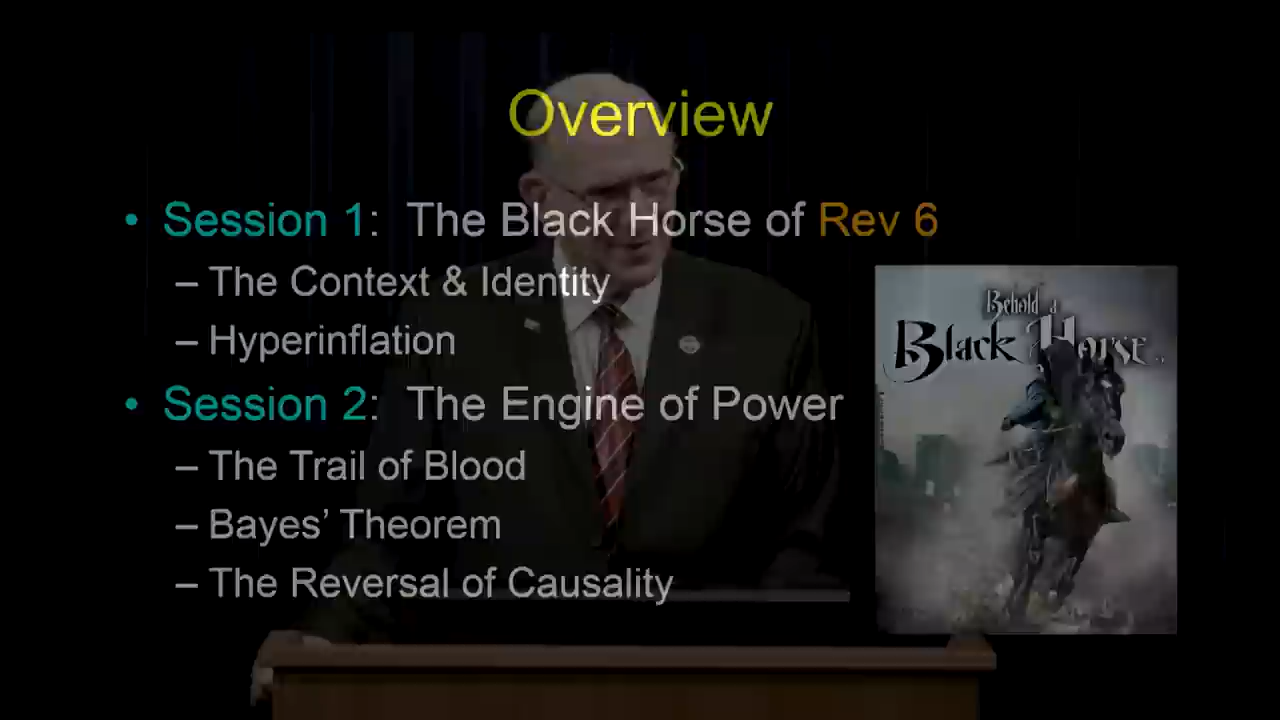 Overview
• Session 1: The Black Horse of Rev 6
– The Context & Identity
– Hyperinflation
• Session 2: The Engine of Power
– The Trail of Blood
– Bayes’ Theorem
– The Reversal of Causality
Behold a
Black Horse..